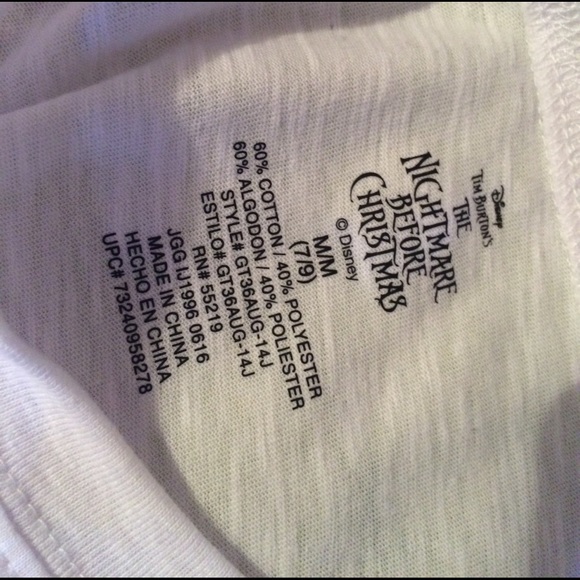 Disney
TIM BURTON'S
THE
NIGHTMARE
BEFORE
CHRISTMAS
© Disney
M/M
(7/9)
60% COTTON / 40% POLYESTER
60% ALGODON / 40% POLIESTER
STYLE# GT36AUG-14J
ESTILO# GT36AUG-14J
RN# 55219
JGG IJ1996 0616
MADE IN CHINA
HECHO EN CHINA
UPC# 73240958278